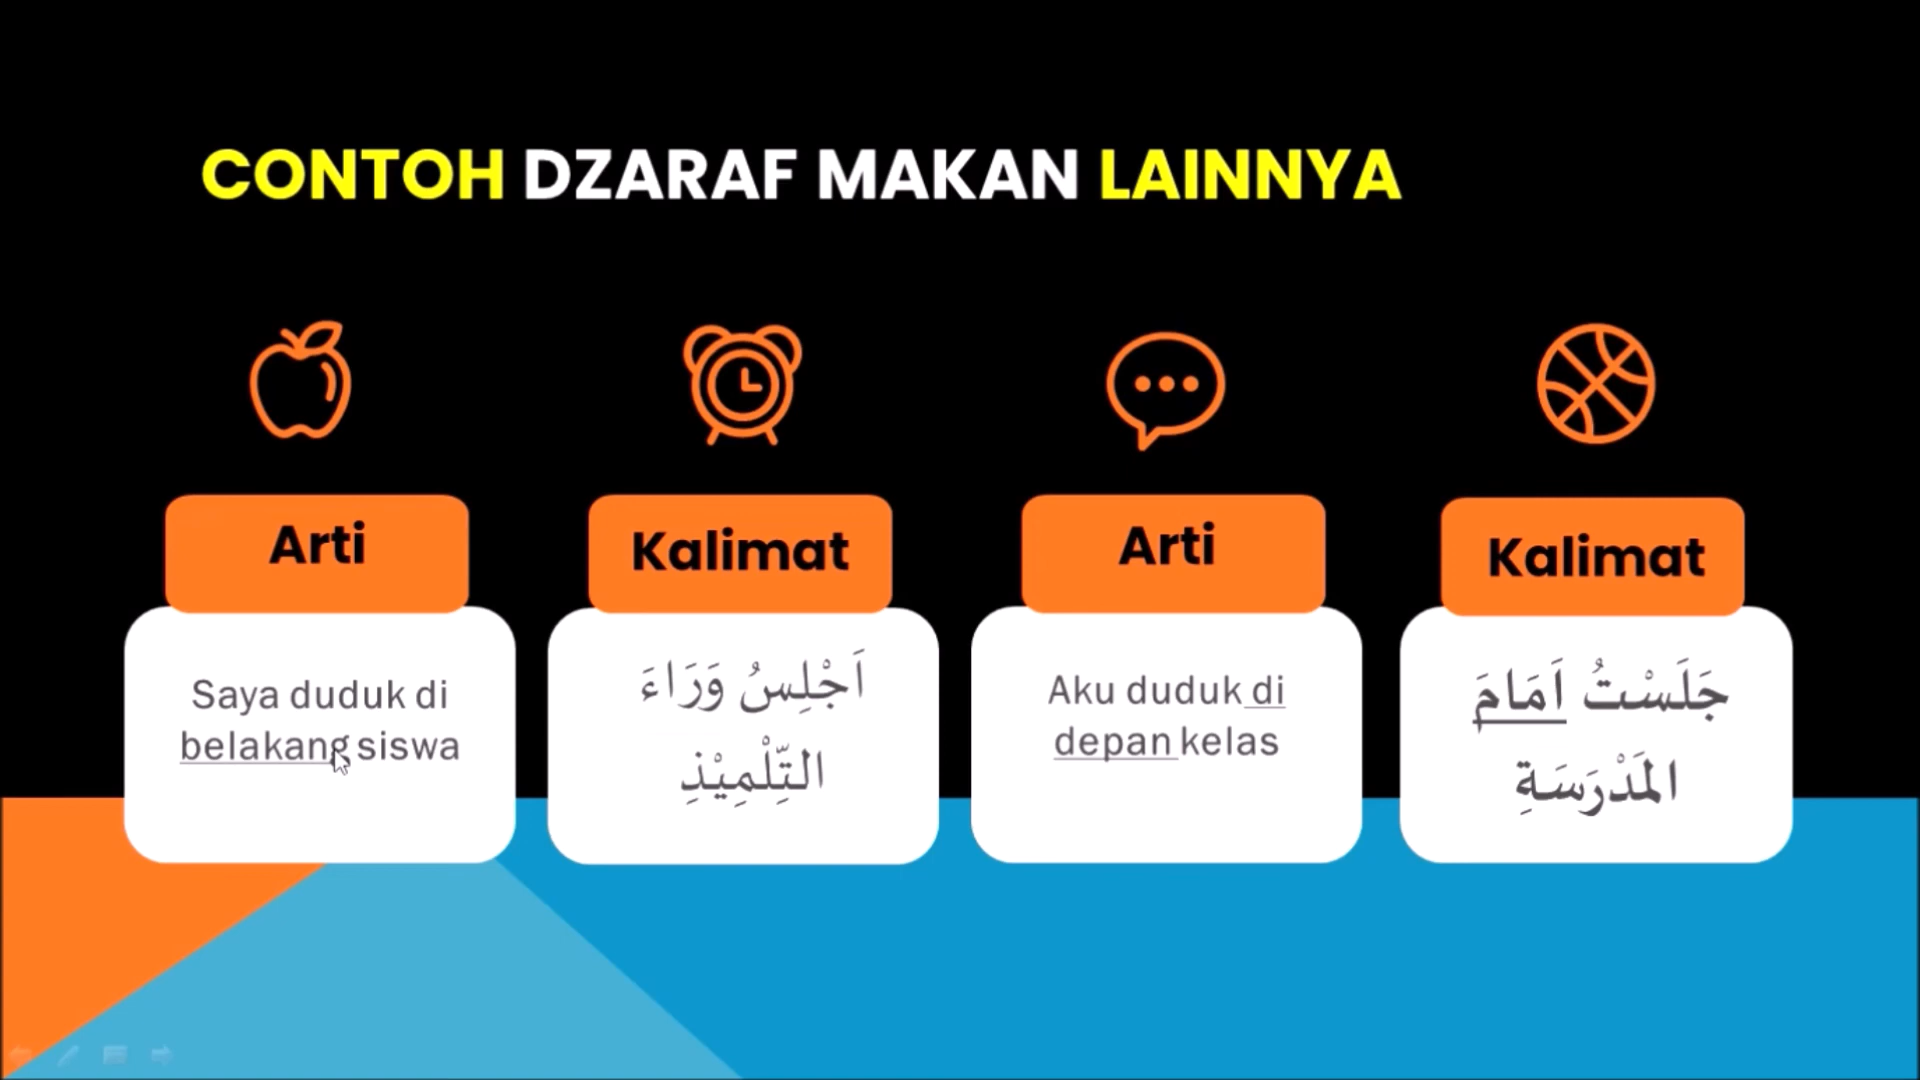 CONTOH DZARAF MAKAN LAINNYA
Arti
Saya duduk di
belakang siswa
Kalimat
اَجْلِسُ وَرَاءَ
التِّلْمِيْذِ
Arti
Aku duduk di
depan kelas
Kalimat
جَلَسْتُ اَمَامَ
المَدْرَسَةِ